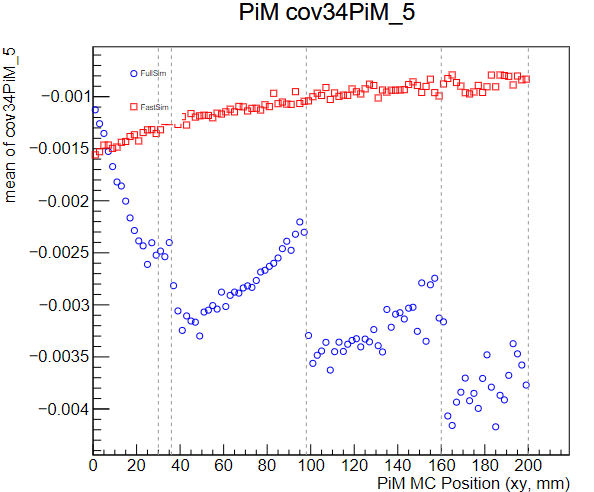 PiM cov34PiM_5
mean of cov34PiM_5
FullSim
FastSim
−0.001
−0.0015
−0.002
−0.0025
−0.003
−0.0035
−0.004
0 20 40 60 80 100 120 140 160 180 200 220
PiM MC Position (xy, mm)